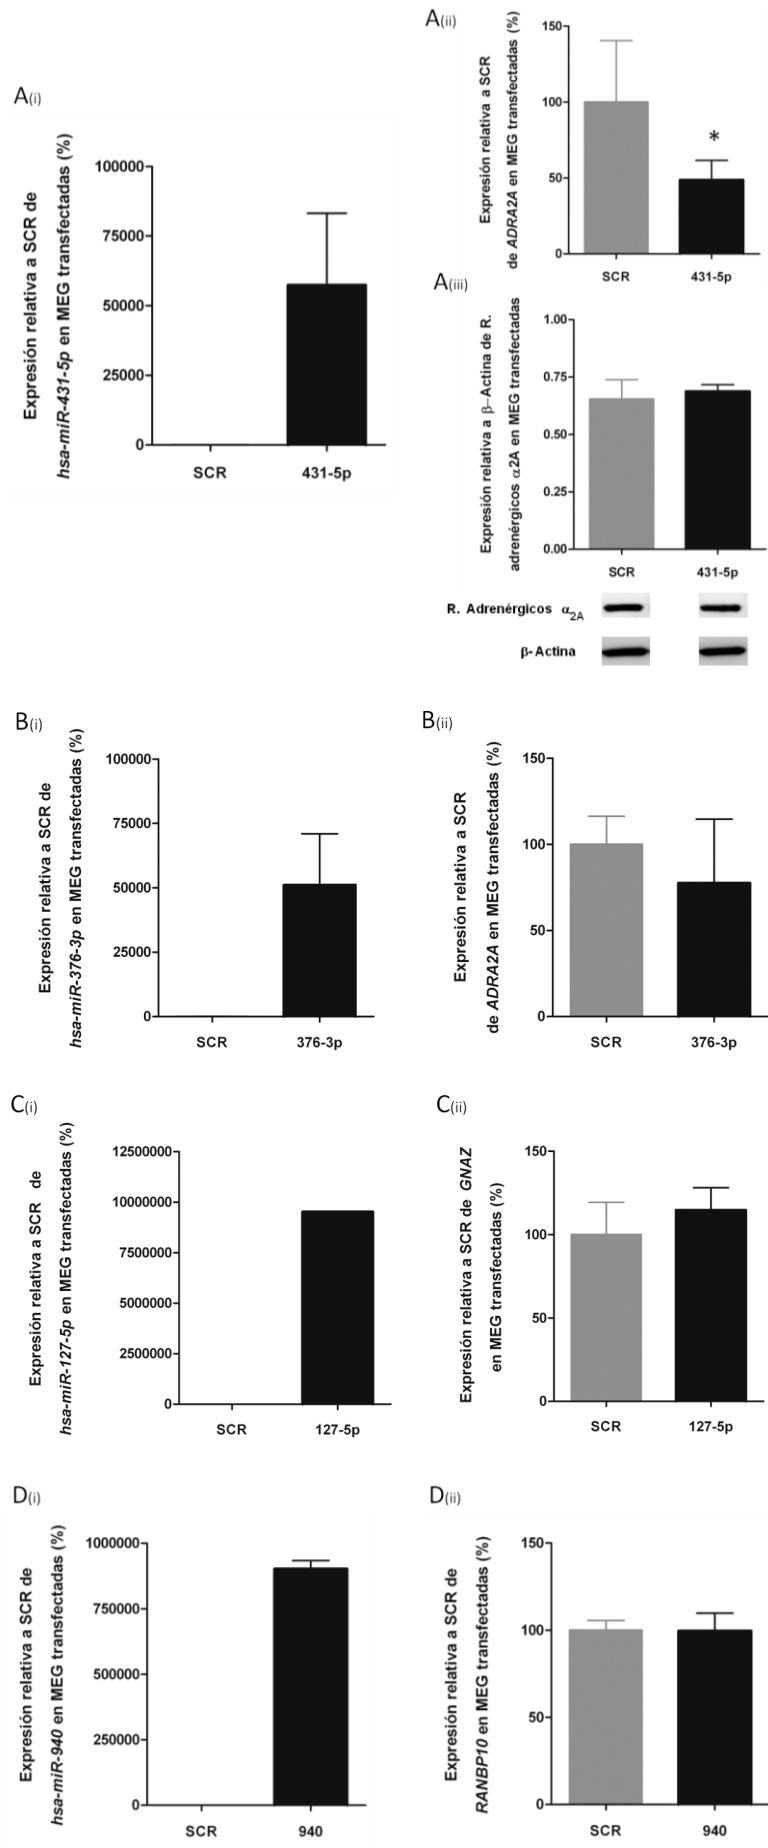 A(i)
Expresión relativa a SCR de
hsa-miR-431-5p en MEG transfectadas (%)
100000
75000
50000
25000
0
SCR 431-5p
A(ii)
Expresión relativa a SCR
de ADRA2A en MEG transfectadas (%)
150
100
50
0
*
SCR 431-5p
A(iii)
Expresión relativa a β-Actina de R.
adrenérgicos α2A en MEG transfectadas
1.00
0.75
0.50
0.25
0.00
SCR 431-5p
R. Adrenérgicos α2A
β-Actina
B(i)
Expresión relativa a SCR de
hsa-miR-376-3p en MEG transfectadas (%)
100000
75000
50000
25000
0
SCR 376-3p
B(ii)
Expresión relativa a SCR
de ADRA2A en MEG transfectadas (%)
150
100
50
0
SCR 376-3p
C(i)
Expresión relativa a SCR de
hsa-miR-127-5p en MEG transfectadas (%)
12500000
10000000
7500000
5000000
2500000
0
SCR 127-5p
C(ii)
Expresión relativa a SCR de GNAZ
en MEG transfectadas (%)
150
100
50
0
SCR 127-5p
D(i)
Expresión relativa a SCR de
hsa-miR-940 en MEG transfectadas (%)
1000000
750000
500000
250000
0
SCR 940
D(ii)
Expresión relativa a SCR de
RANBP10 en MEG transfectadas (%)
150
100
50
0
SCR 940